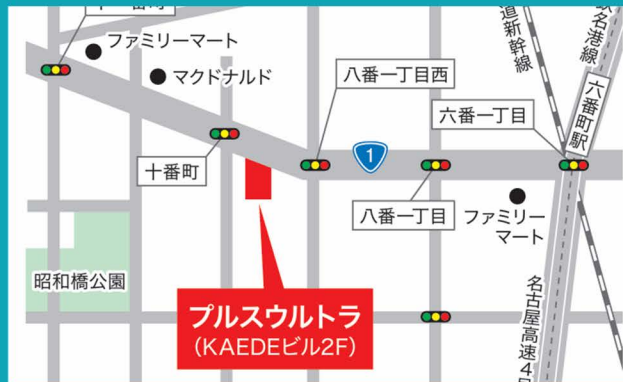 ファミリーマート
マクドナルド
八番一丁目西
六番一丁目
六番町駅
道新幹線
名港線
1
十番町
八番一丁目
ファミリー
マート
昭和橋公園
プルスウルトラ
(KAEDEビル2F)
名古屋高速4号